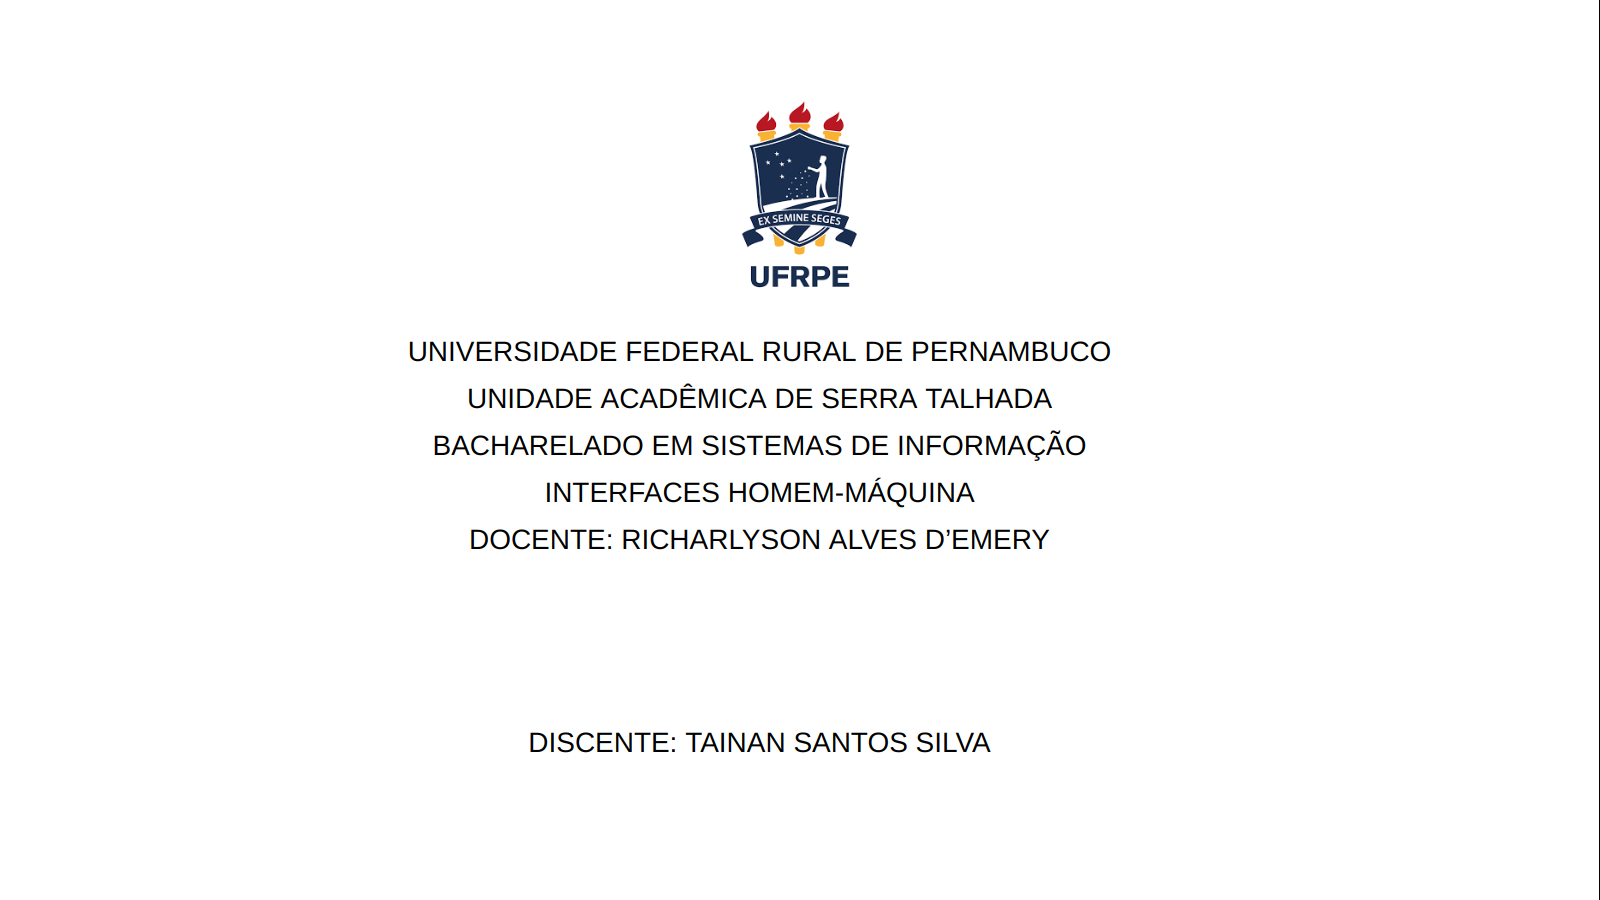 EX SEMINE SEGES
UFRPE
UNIVERSIDADE FEDERAL RURAL DE PERNAMBUCO
UNIDADE ACADÊMICA DE SERRA TALHADA
BACHARELADO EM SISTEMAS DE INFORMAÇÃO
INTERFACES HOMEM-MÁQUINA
DOCENTE: RICHARLYSON ALVES D’EMERY
DISCENTE: TAINAN SANTOS SILVA